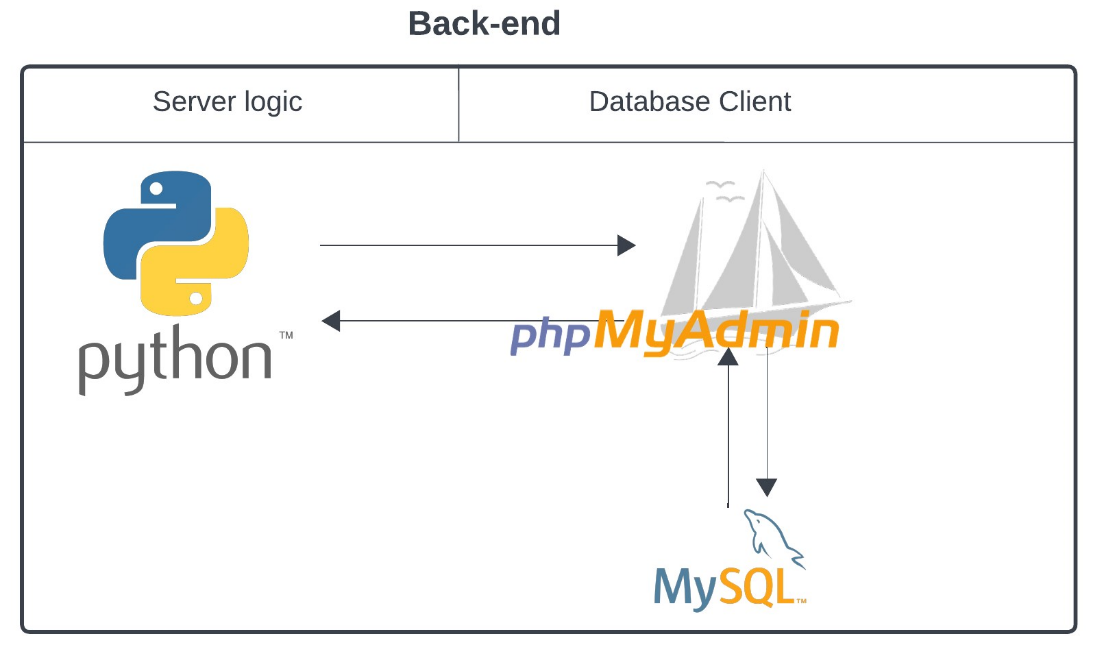 Back-end
Server logic
Database Client
python™
phpMyAdmin
MySQL™